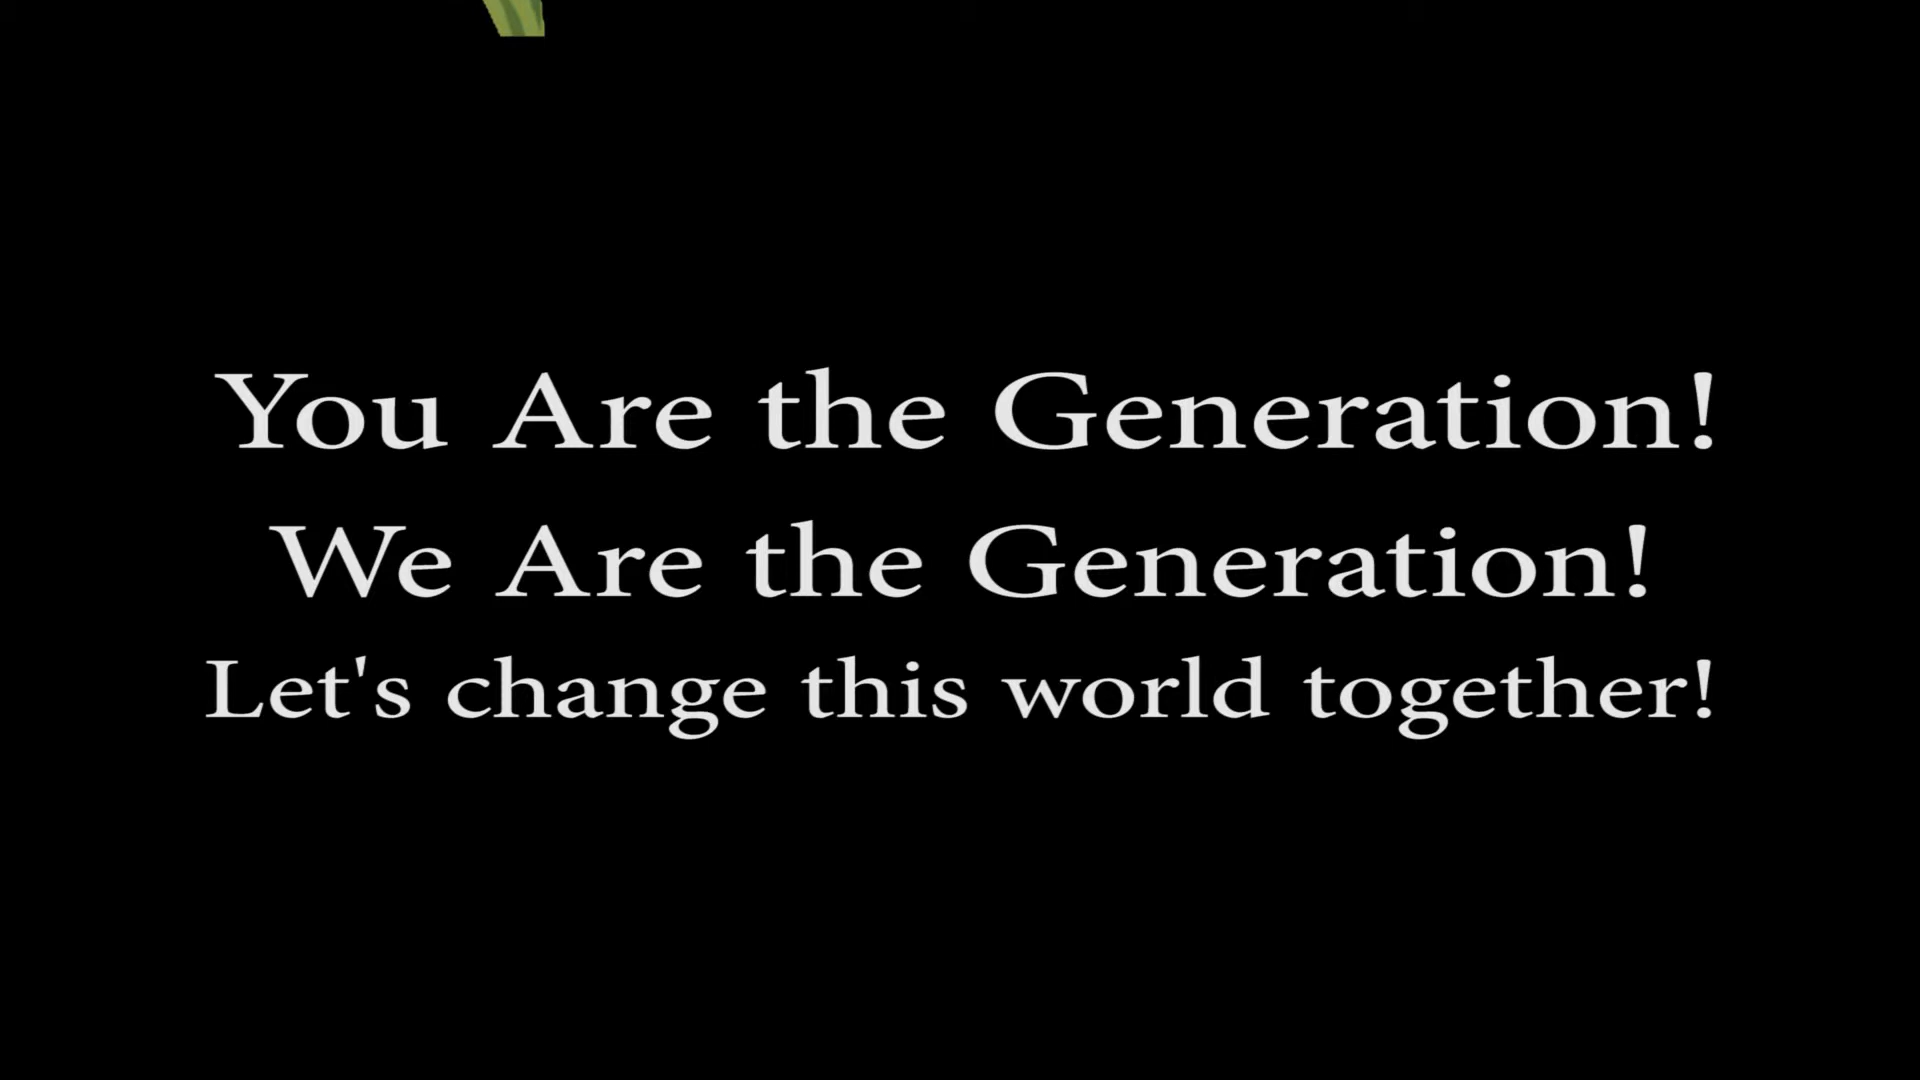 You Are the Generation!
We Are the Generation!
Let's change this world together!